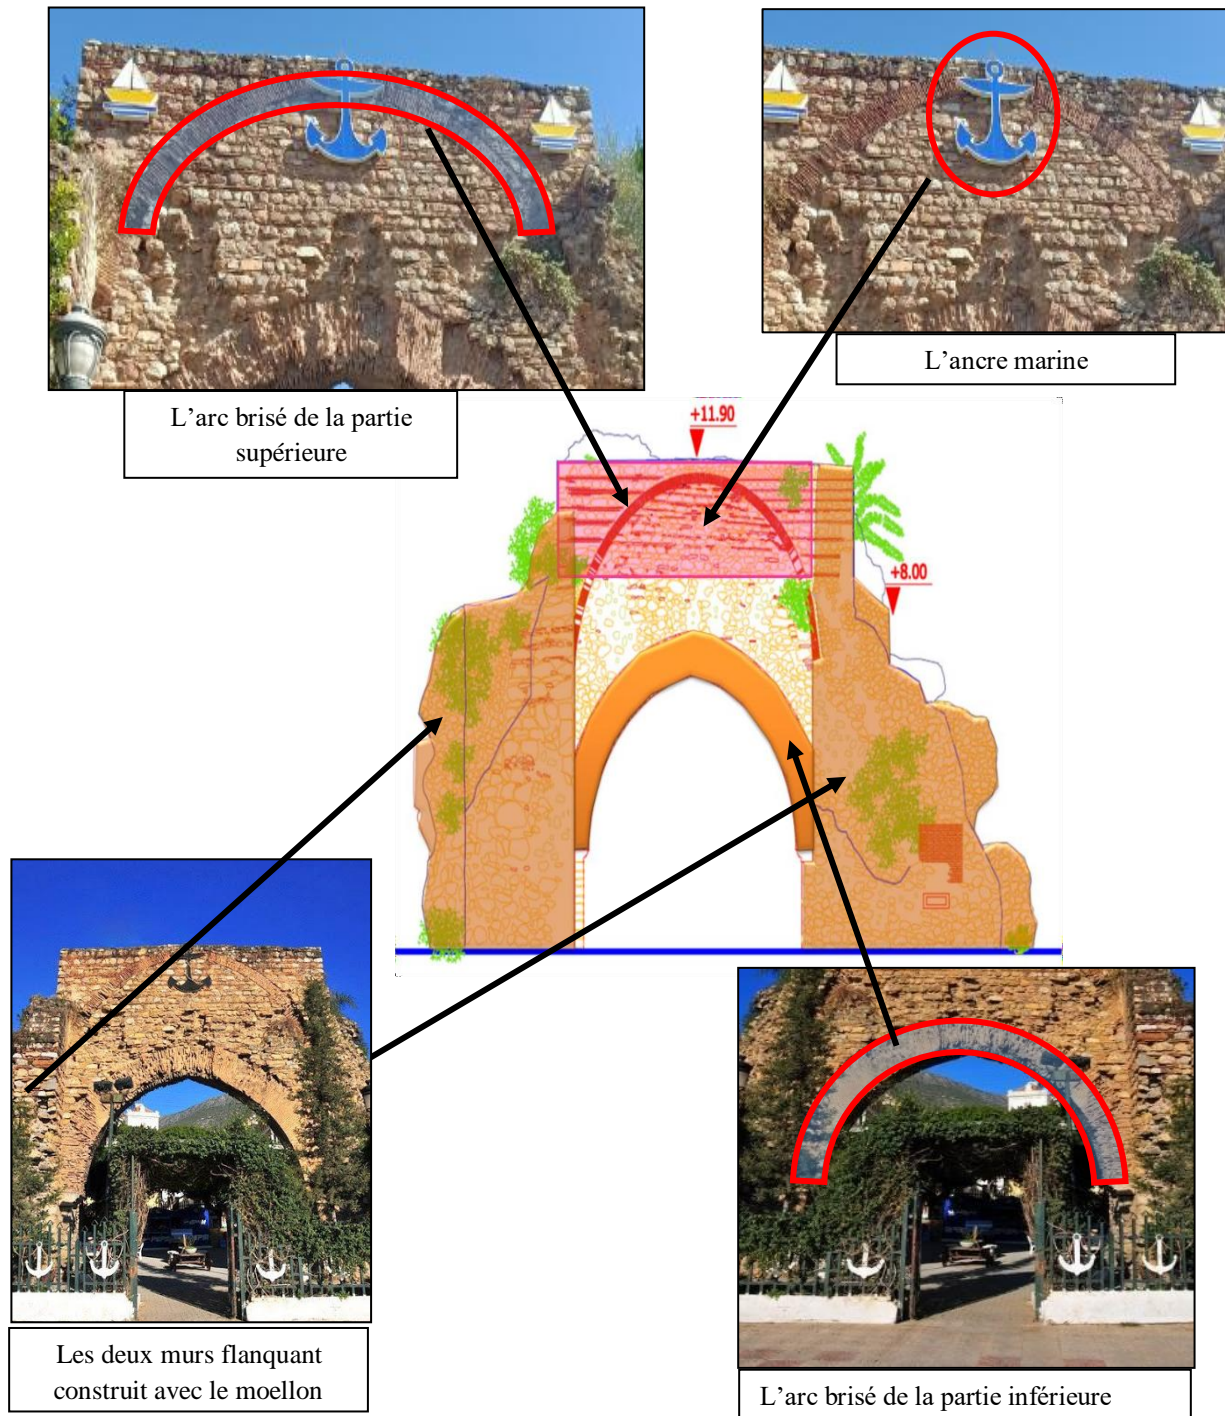 L'arc brisé de la partie
supérieure
L'ancre marine
+11.90
+8.00
Les deux murs flanquant
construit avec le moellon
L'arc brisé de la partie inférieure